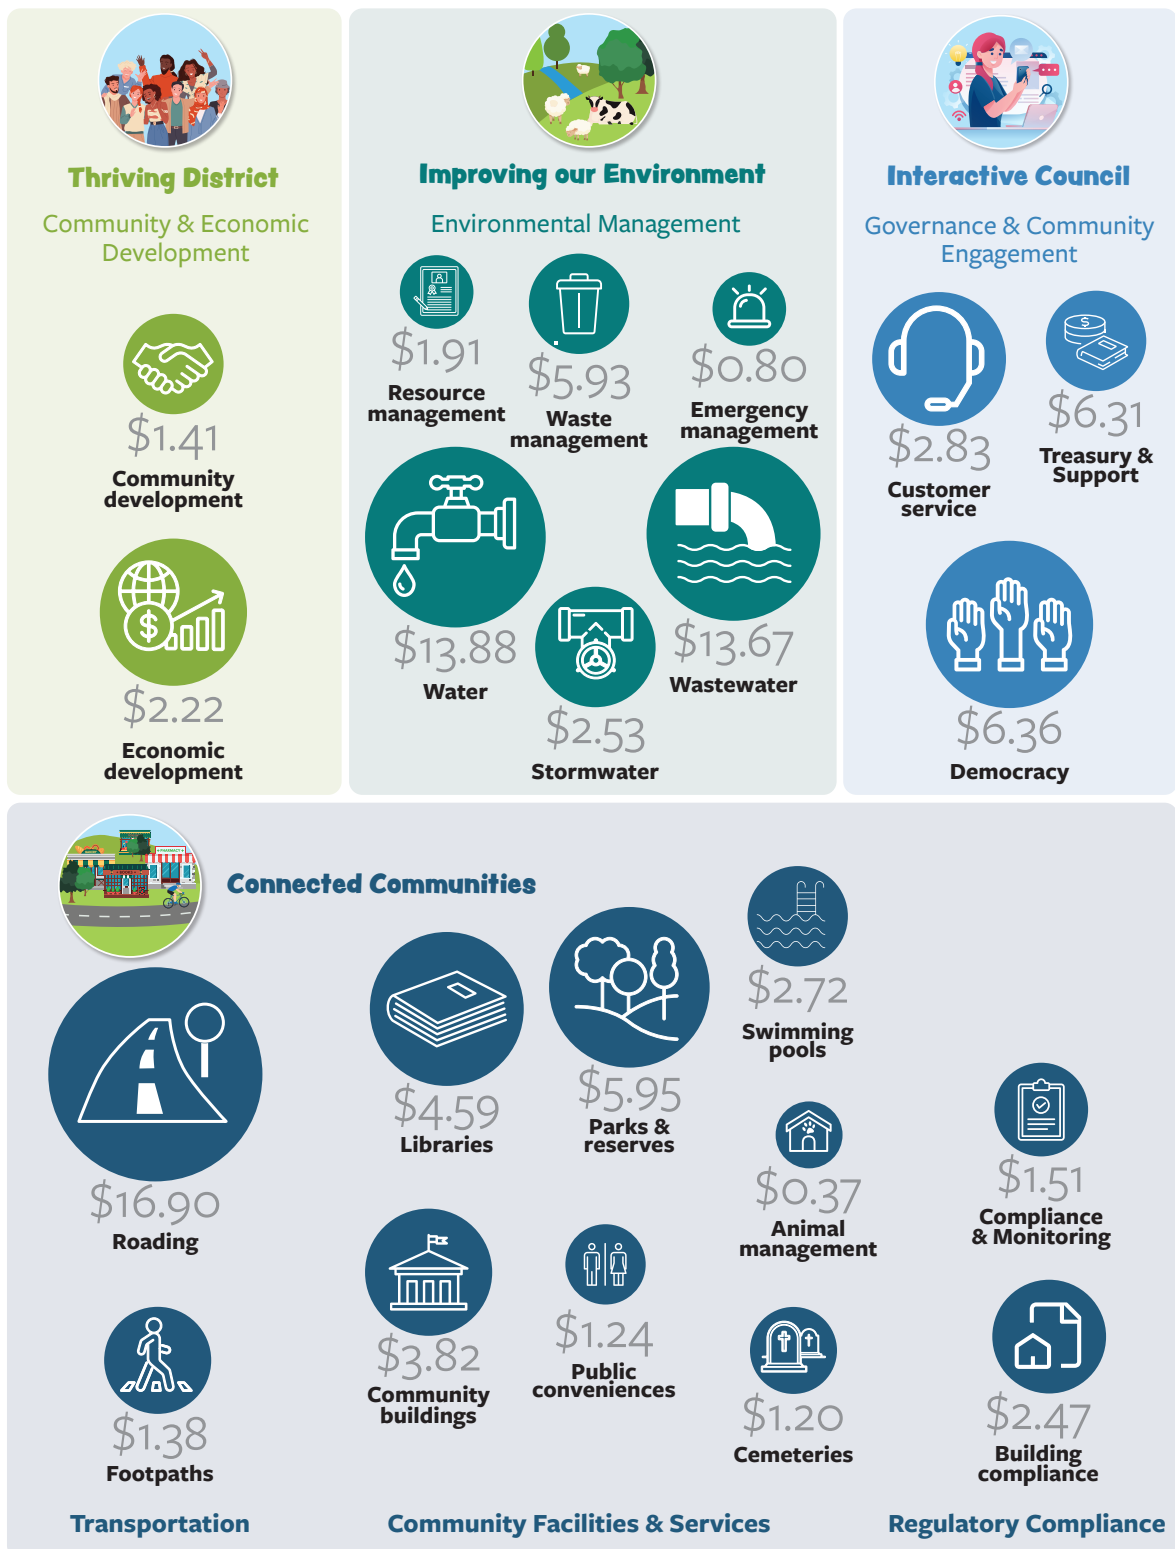 Thriving District
Community & Economic
Development
$1.41
Community
development
$2.22
Economic
development
Improving our Environment
Environmental Management
$1.91
Resource
management
$5.93
Waste
management
$0.80
Emergency
management
$13.88
Water
$2.53
Stormwater
$13.67
Wastewater
Interactive Council
Governance & Community
Engagement
$2.83
Customer
service
$6.31
Treasury &
Support
$6.36
Democracy
Connected Communities
$16.90
Roading
$1.38
Footpaths
Transportation
$4.59
Libraries
$5.95
Parks &
reserves
$2.72
Swimming
pools
$0.37
Animal
management
$3.82
Community
buildings
$1.24
Public
conveniences
$1.20
Cemeteries
Community Facilities & Services
$1.51
Compliance
& Monitoring
$2.47
Building
compliance
Regulatory Compliance